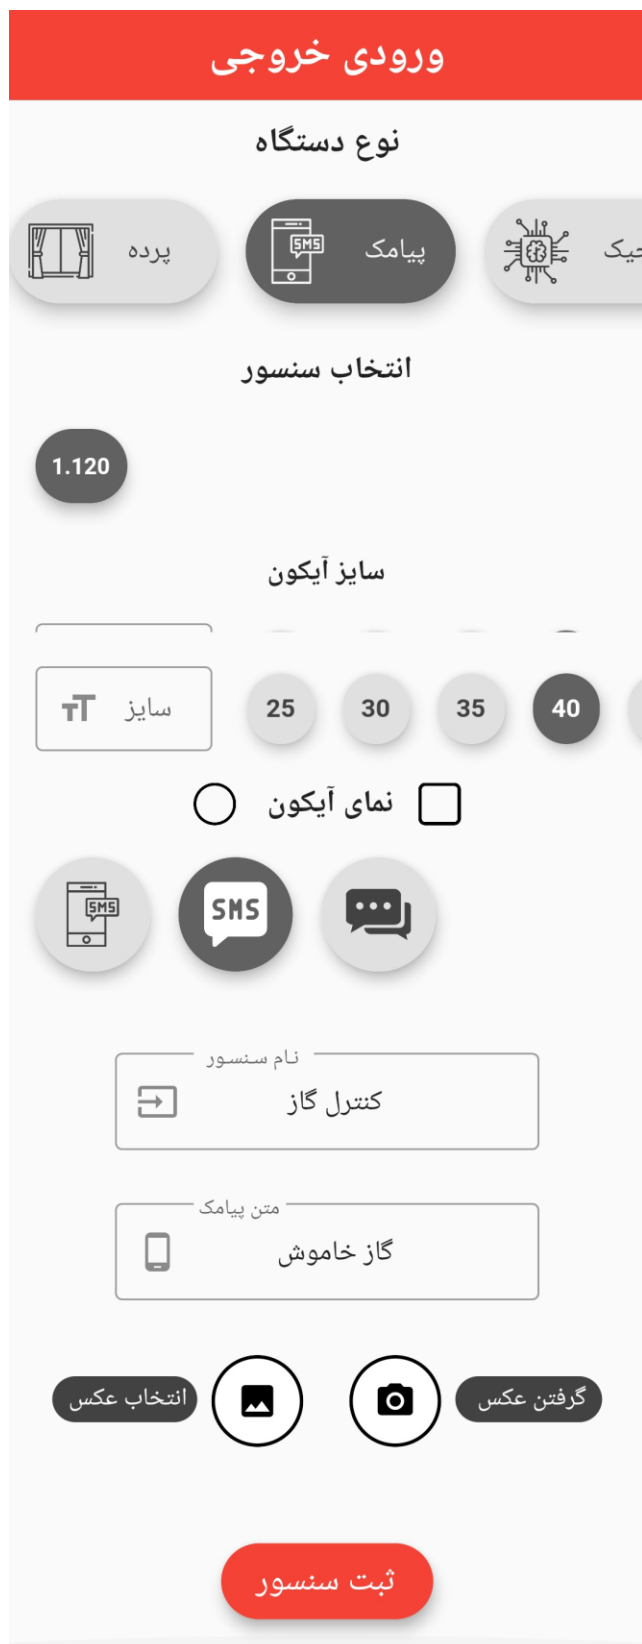 ورودی خروجی
نوع دستگاه
پیامک
SMS
پرده
انتخاب سنسور
1.120
سایز آیکون
سایز
25
30
35
40
نمای آیکون
SMS
SMS
نام سنسور
کنترل گاز
متن پیامک
گاز خاموش
گرفتن عکس
انتخاب عکس
ثبت سنسور